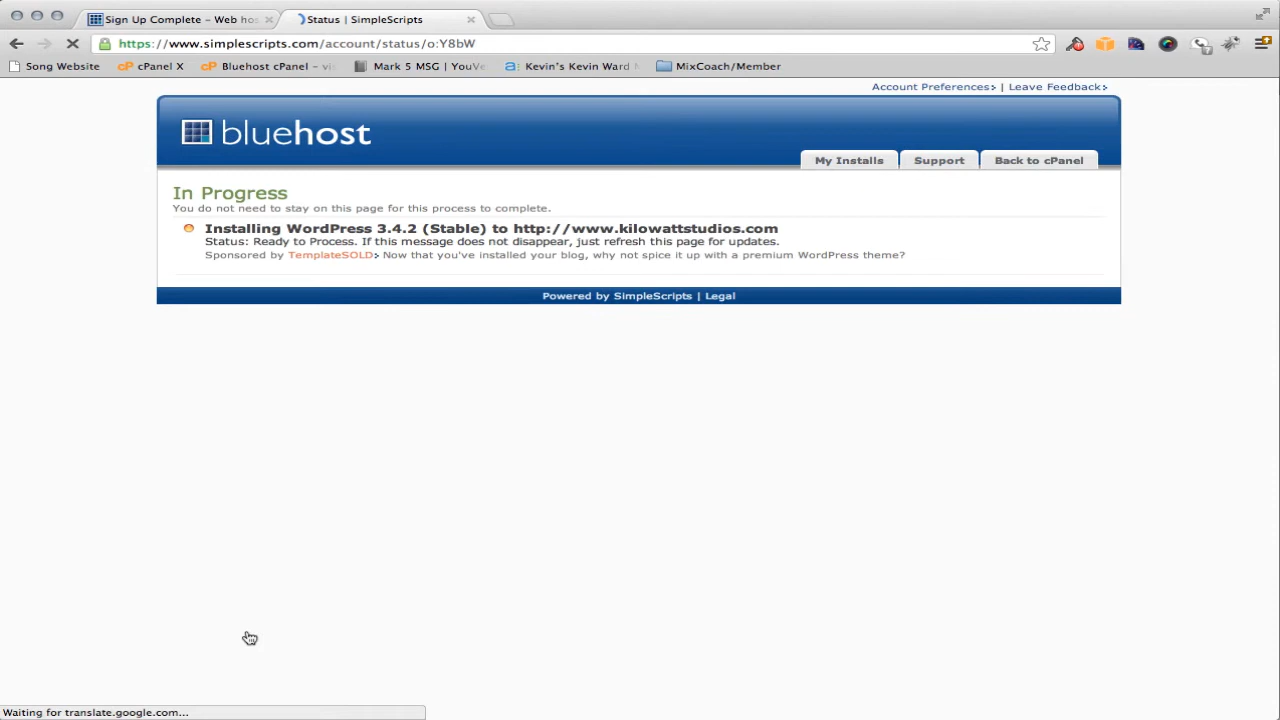 Sign Up Complete – Web hos
Status | SimpleScripts
https://www.simplescripts.com/account/status/o:Y8bW
Song Website
cPanel X
Bluehost cPanel – vi
Mark 5 MSG | YouVe
Kevin's Kevin Ward
MixCoach/Member
Account Preferences | Leave Feedback
bluehost
My Installs
Support
Back to cPanel
In Progress
You do not need to stay on this page for this process to complete.
Installing WordPress 3.4.2 (Stable) to http://www.kilowattstudios.com
Status: Ready to Process. If this message does not disappear, just refresh this page for updates.
Sponsored by TemplateSOLD Now that you've installed your blog, why not spice it up with a premium WordPress theme?
Powered by SimpleScripts | Legal
Waiting for translate.google.com...